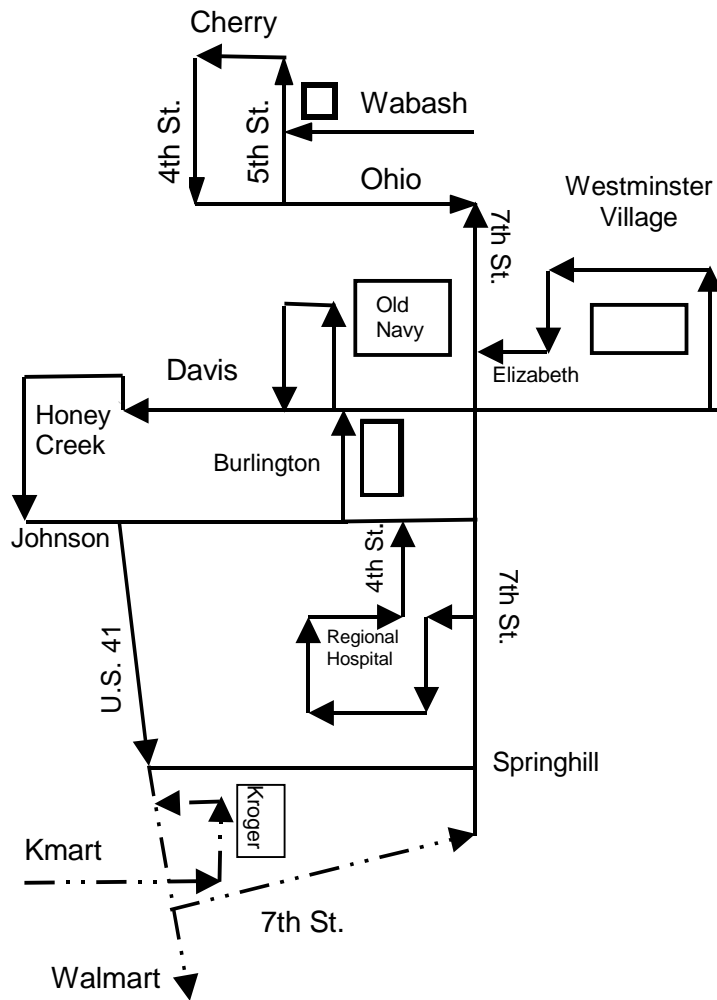 Cherry
4th St.
5th St.
Wabash
Ohio
Westminster
Village
7th St.
Old
Navy
Davis
Elizabeth
Honey
Creek
Burlington
Johnson
4th St.
7th St.
Regional
Hospital
U.S. 41
Springhill
Kroger
Kmart
7th St.
Walmart